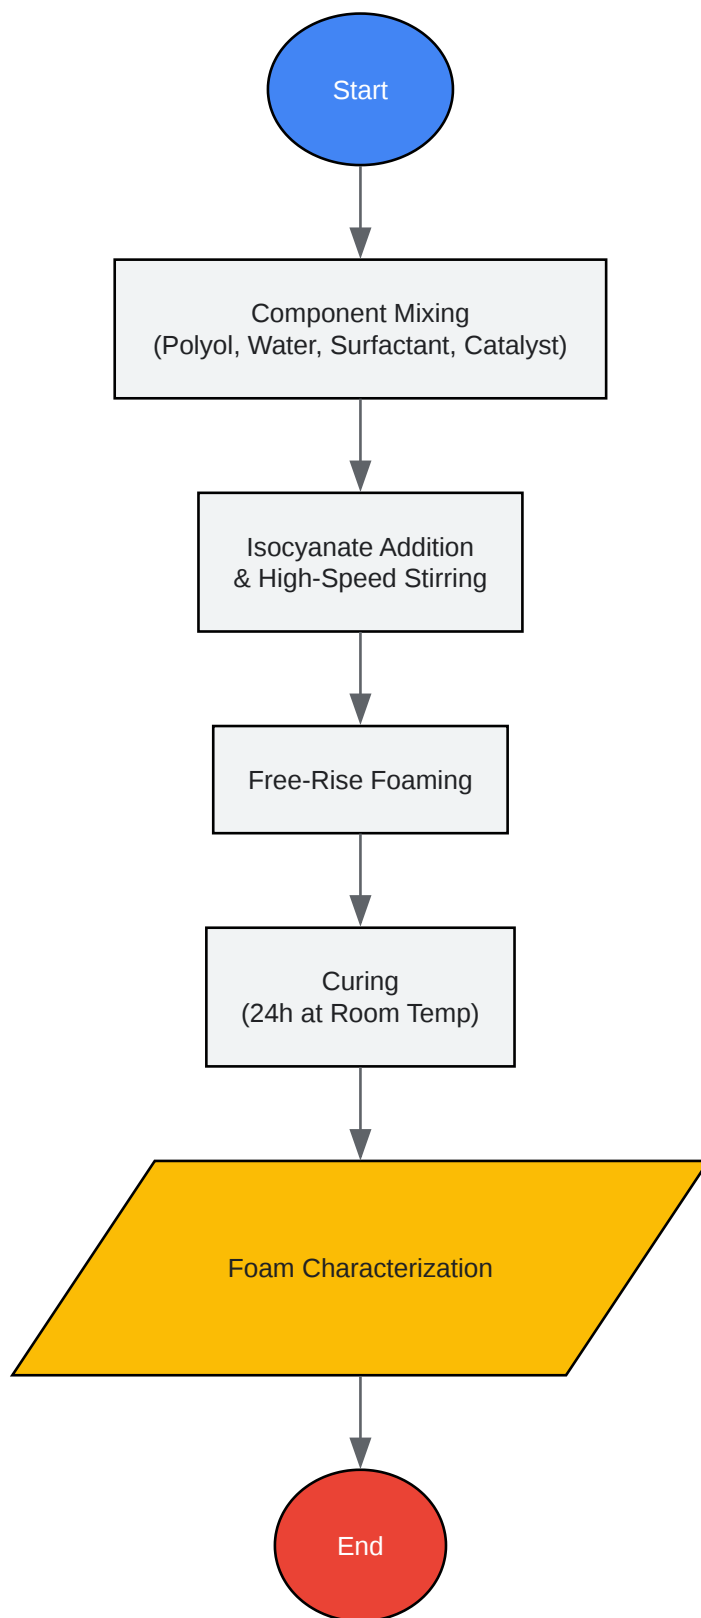 Start
Component Mixing
(Polyol, Water, Surfactant, Catalyst)
Isocyanate Addition
& High-Speed Stirring
Free-Rise Foaming
Curing
(24h at Room Temp)
Foam Characterization
End